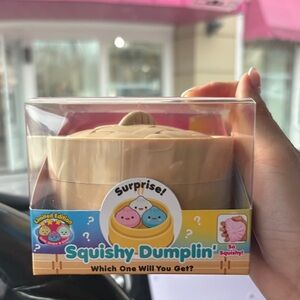 Surprise!
Limited Edition
Squishy Dumplin'
So
Squishy!
Which One Will You Get?